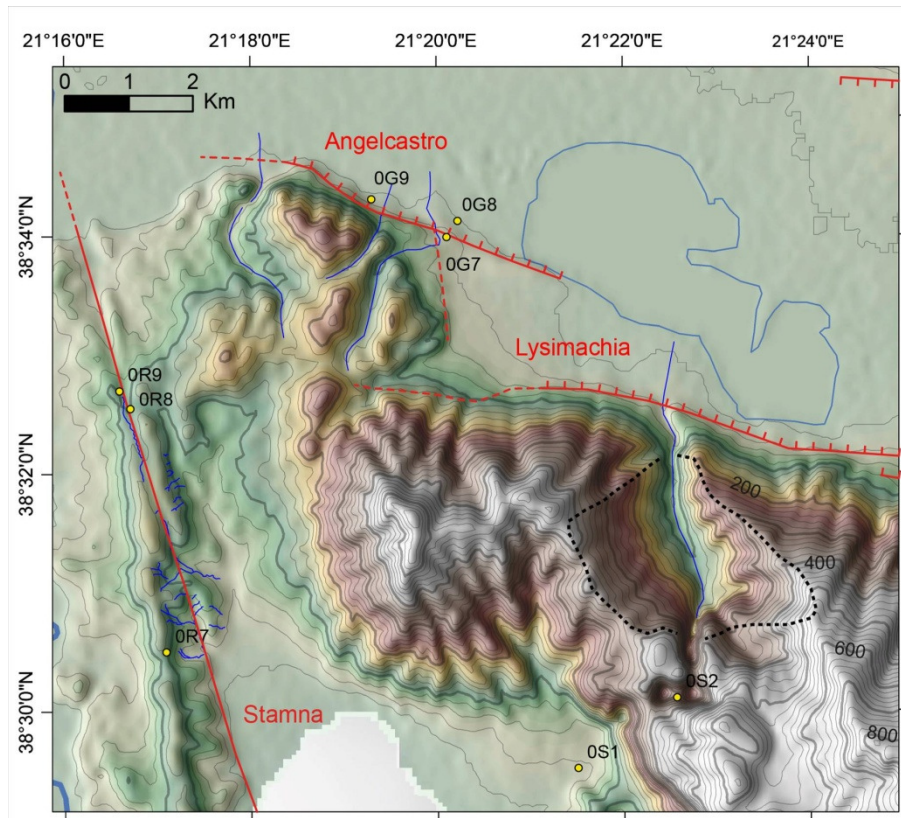 21°16'0"E 21°18'0"E 21°20'0"E 21°22'0"E 21°24'0"E
0 1 2
Km
Angelcastro
0G9
0G8
38°34'0"N
0G7
Lysimachia
0R9
0R8
38°32'0"N
200
400
0R7
600
0S2
38°30'0"N
Stamna
800
0S1